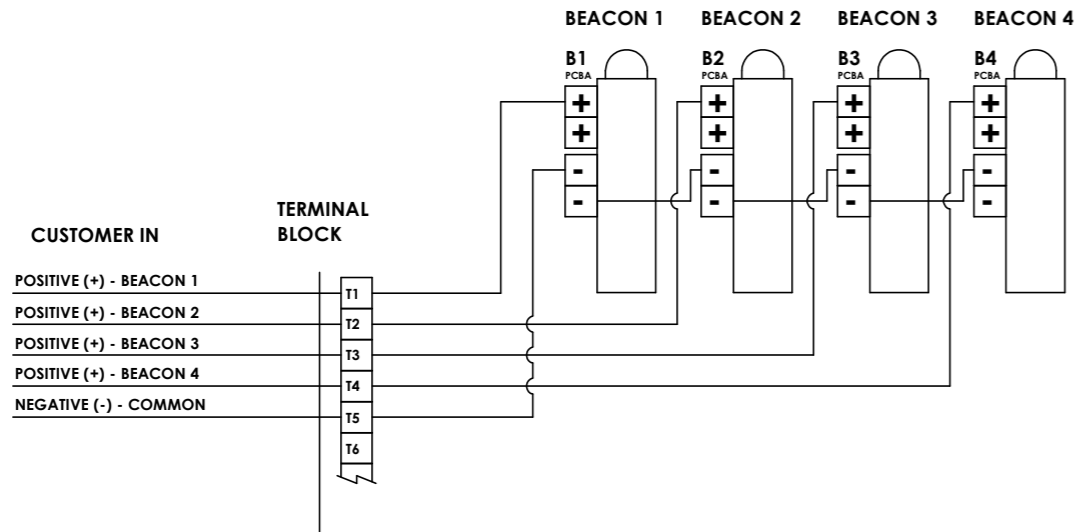 BEACON 1 BEACON 2 BEACON 3 BEACON 4
B1 B2 B3 B4
PCBA PCBA PCBA PCBA
+ + + +
+ + + +
- - - -
- - - -
TERMINAL
BLOCK
CUSTOMER IN
POSITIVE (+) - BEACON 1
T1
POSITIVE (+) - BEACON 2
T2
POSITIVE (+) - BEACON 3
T3
POSITIVE (+) - BEACON 4
T4
NEGATIVE (-) - COMMON
T5
T6